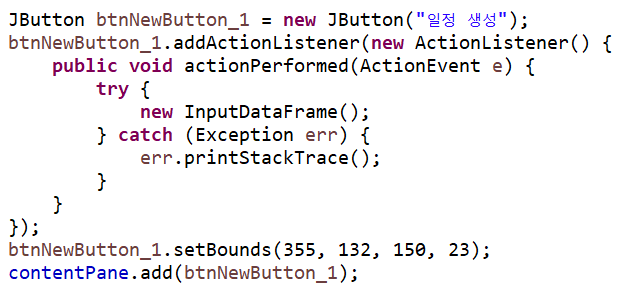 JButton btnNewButton_1 = new JButton("일정 생성");
btnNewButton_1.addActionListener(new ActionListener() {
    public void actionPerformed(ActionEvent e) {
        try {
            new InputDataFrame();
        } catch (Exception err) {
            err.printStackTrace();
        }
    }
});
btnNewButton_1.setBounds(355, 132, 150, 23);
contentPane.add(btnNewButton_1);